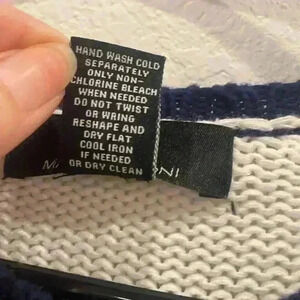 HAND WASH COLD
SEPARATELY
ONLY NON-
CHLORINE BLEACH
WHEN NEEDED
DO NOT TWIST
OR WRING
RESHAPE AND
DRY FLAT
COOL IRON
IF NEEDED
OR DRY CLEAN